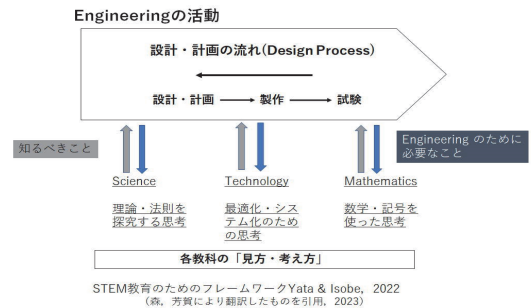 Engineeringの活動
設計・計画の流れ(Design Process)
設計・計画 製作 試験
知るべきこと
Engineering のために
必要なこと
Science Technology Mathematics
理論・法則を
探究する思考
最適化・シス
テム化のため
の思考
数学・記号を
使った思考
各教科の「見方・考え方」
STEM教育のためのフレームワークYata & Isobe, 2022
(森, 芳賀により翻訳したものを引用, 2023)